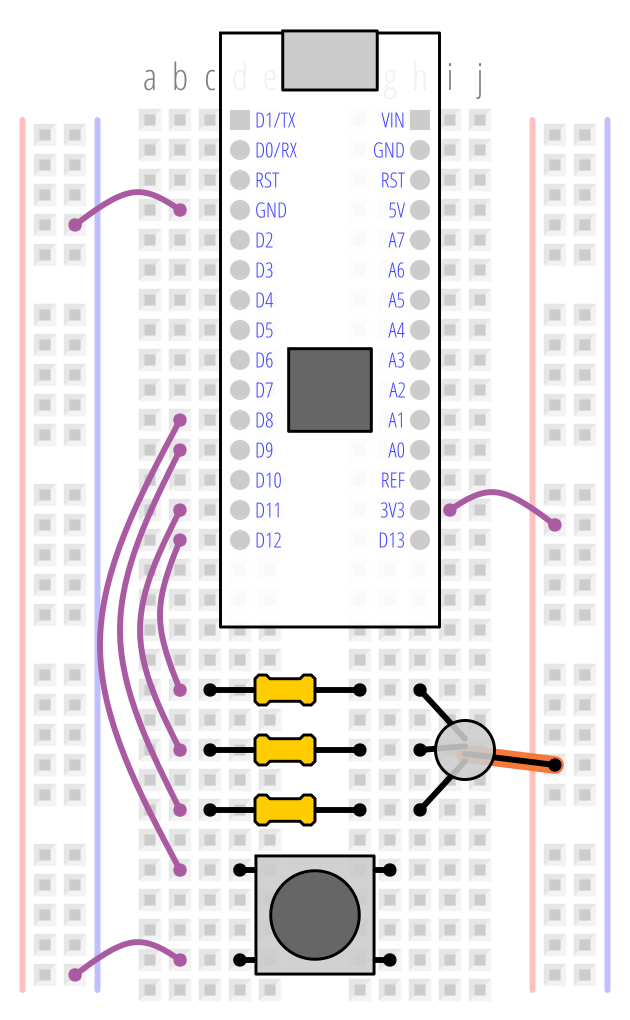 a b c d e g h i j
D1/TX VIN
D0/RX GND
RST RST
GND 5V
D2 A7
D3 A6
D4 A5
D5 A4
D6 A3
D7 A2
D8 A1
D9 A0
D10 REF
D11 3V3
D12 D13